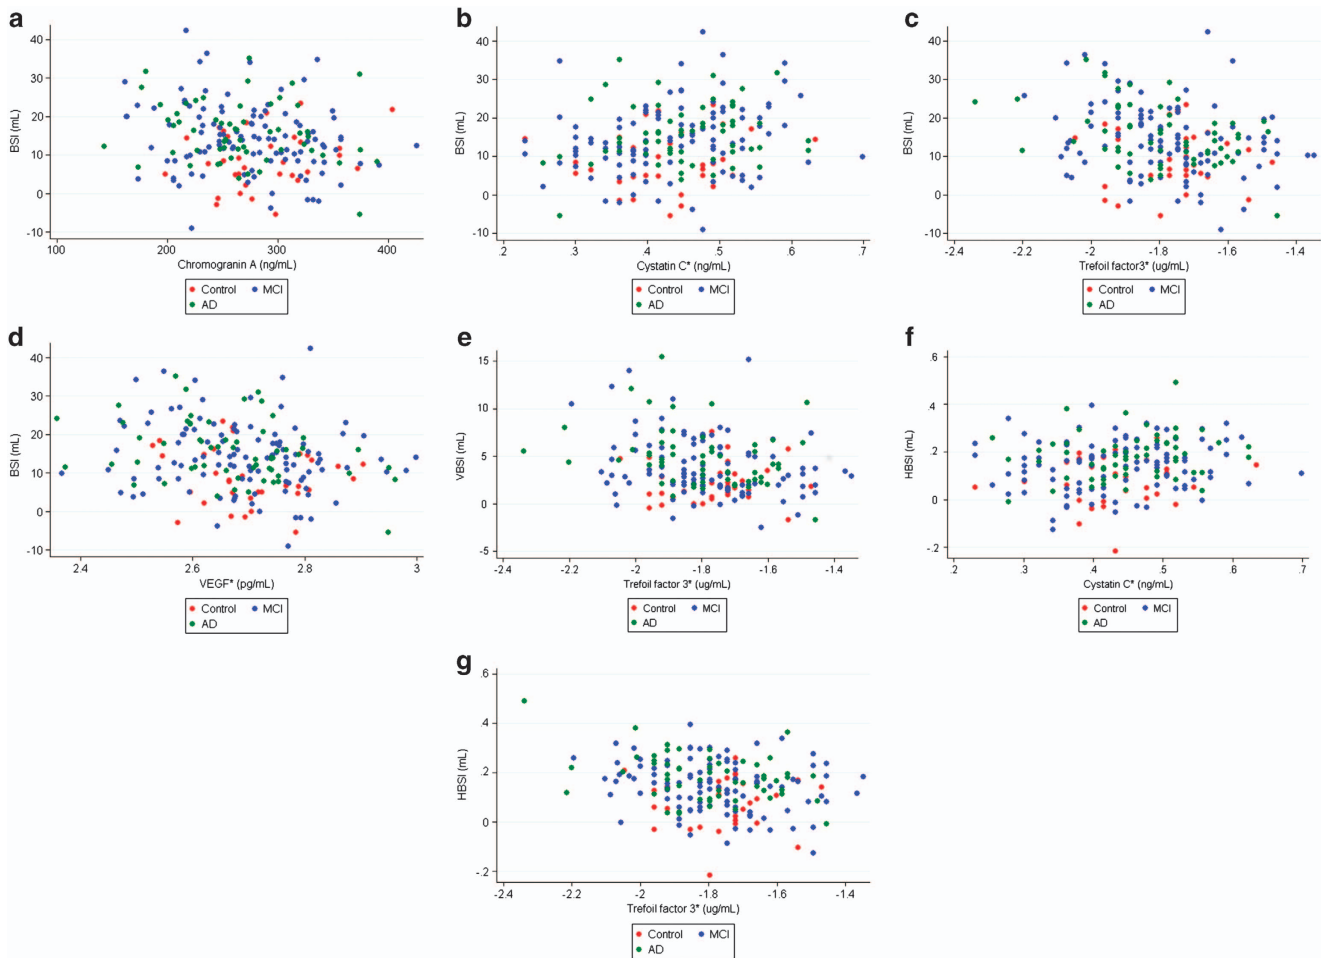 a
BSI (mL)
40
30
20
10
0
-10
100
200
300
400
Chromogranin A (ng/mL)
Control
MCI
AD
b
BSI (mL)
40
30
20
10
0
-10
.2
.3
.4
.5
.6
.7
Cystatin C* (ng/mL)
Control
MCI
AD
c
BSI (mL)
40
30
20
10
0
-10
-2.4
-2.2
-2
-1.8
-1.6
-1.4
Trefoil factor3* (ug/mL)
Control
MCI
AD
d
BSI (mL)
40
30
20
10
0
-10
2.4
2.6
2.8
3
VEGF* (pg/mL)
Control
MCI
AD
e
VBSI (mL)
15
10
5
0
-5
-2.4
-2.2
-2
-1.8
-1.6
-1.4
Trefoil factor 3* (ug/mL)
Control
MCI
AD
f
HBSI (mL)
.6
.4
.2
0
-.2
.2
.3
.4
.5
.6
.7
Cystatin C* (ng/mL)
Control
MCI
AD
g
HBSI (mL)
.6
.4
.2
0
-.2
-2.4
-2.2
-2
-1.8
-1.6
-1.4
Trefoil factor 3* (ug/mL)
Control
MCI
AD